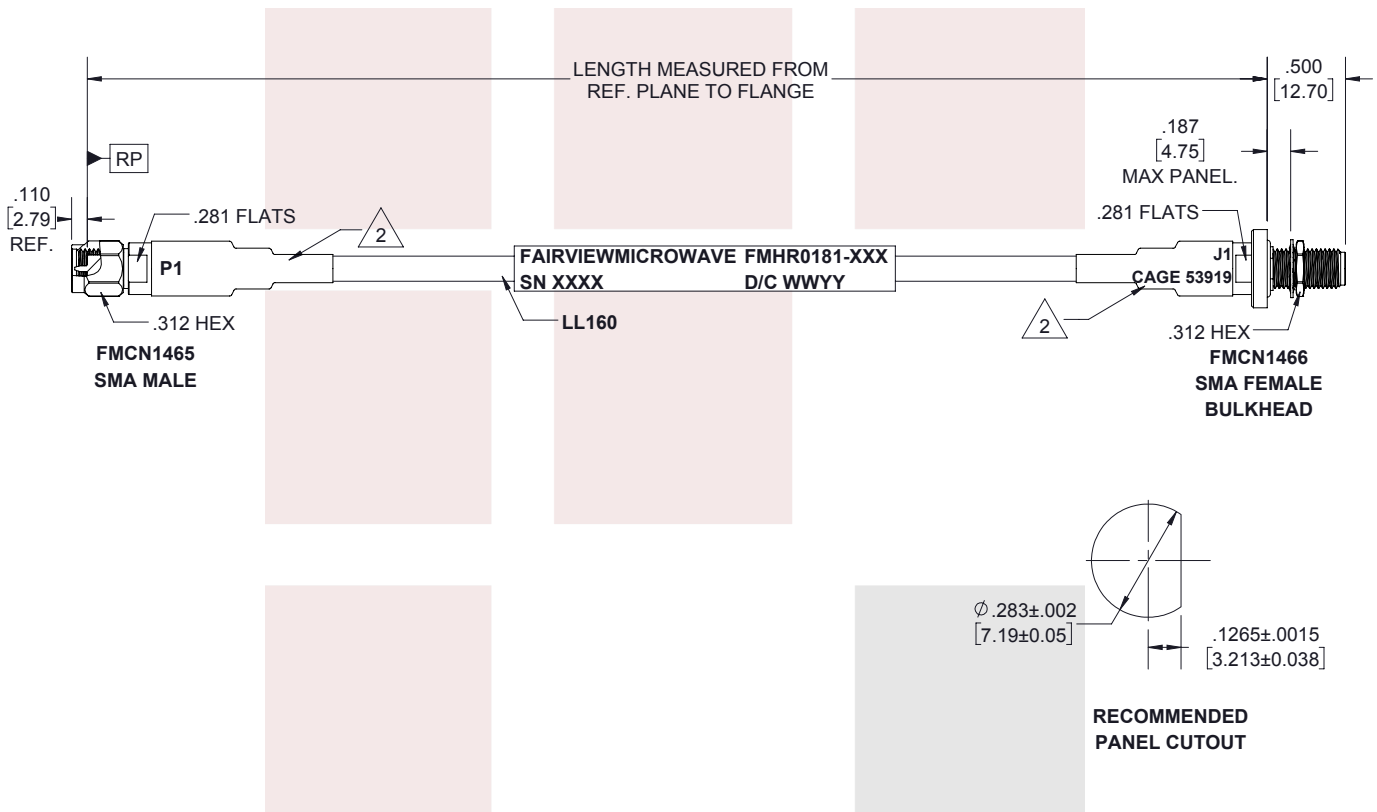 LENGTH MEASURED FROM
REF. PLANE TO FLANGE
.500
[12.70]
.187
[4.75]
MAX PANEL.
RP
.110
[2.79]
REF.
.281 FLATS
2
.281 FLATS
P1
FAIRVIEWMICROWAVE FMHR0181-XXX
SN XXXX D/C WWYY
J1
CAGE 53919
.312 HEX
LL160
2
.312 HEX
FMCN1465
SMA MALE
FMCN1466
SMA FEMALE
BULKHEAD
∅.283±.002
[7.19±0.05]
.1265±.0015
[3.213±0.038]
RECOMMENDED
PANEL CUTOUT